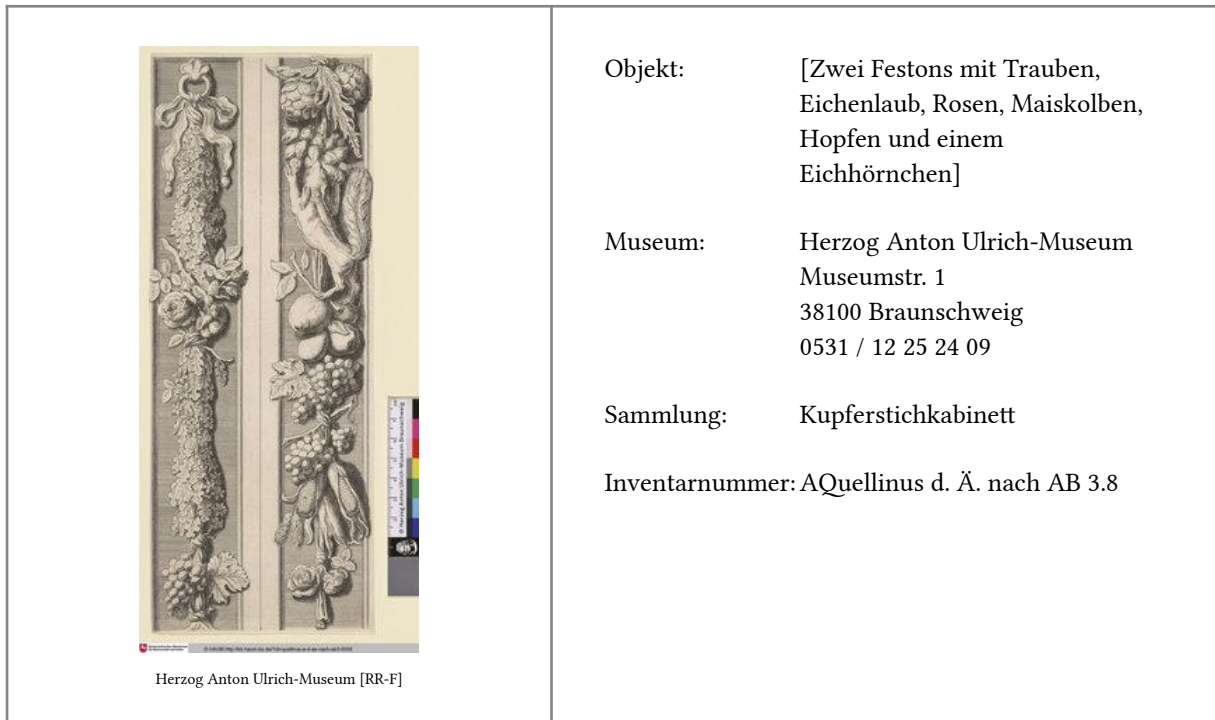 Herzog Anton Ulrich-Museum [RR-F]
Objekt: [Zwei Festons mit Trauben,
Eichenlaub, Rosen, Maiskolben,
Hopfen und einem
Eichhörnchen]
Museum: Herzog Anton Ulrich-Museum
Museumstr. 1
38100 Braunschweig
0531 / 12 25 24 09
Sammlung: Kupferstichkabinett
Inventarnummer: AQuellinus d. Ä. nach AB 3.8